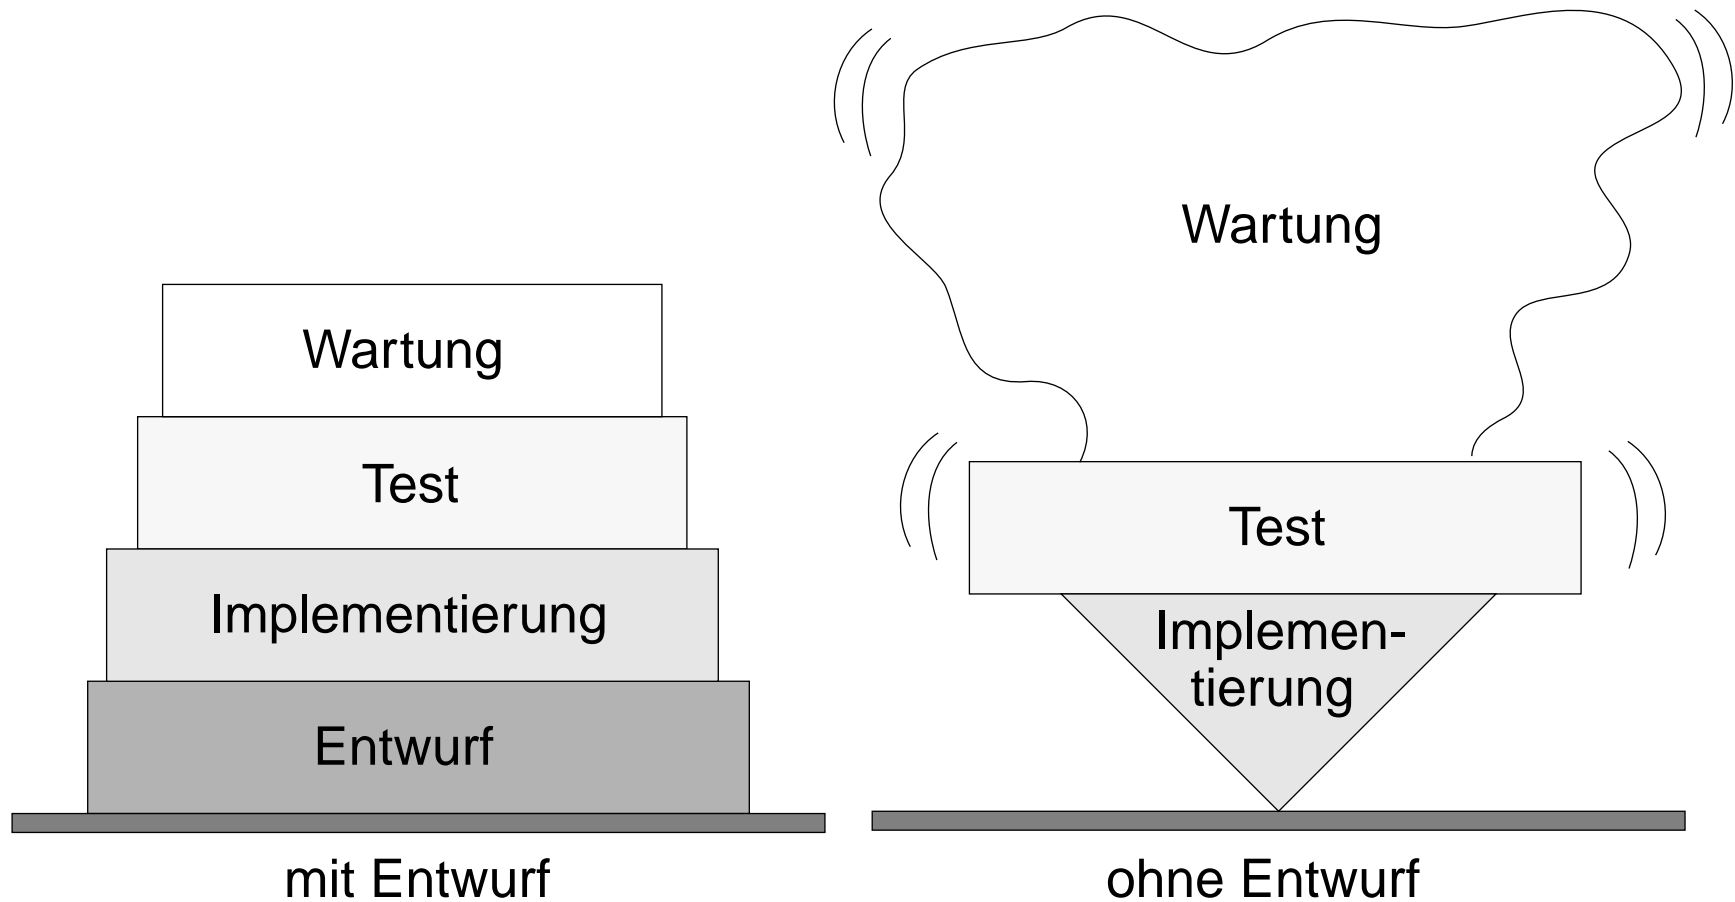 Wartung
Test
Implementierung
Entwurf
mit Entwurf
Wartung
Test
Implemen-
tierung
ohne Entwurf